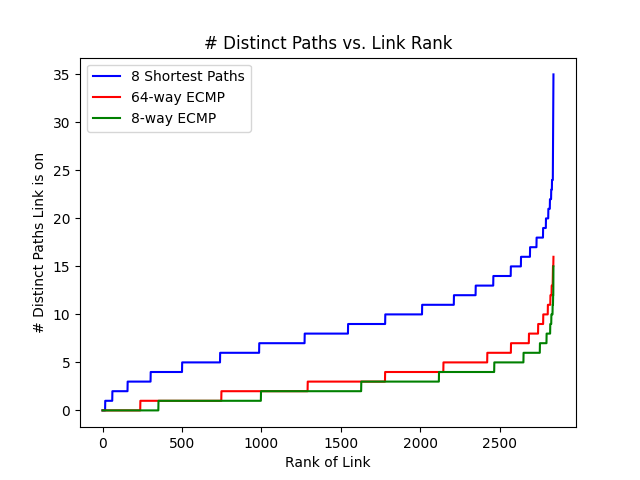 # Distinct Paths vs. Link Rank
8 Shortest Paths
64-way ECMP
8-way ECMP
# Distinct Paths Link is on
35
30
25
20
15
10
5
0
0 500 1000 1500 2000 2500
Rank of Link